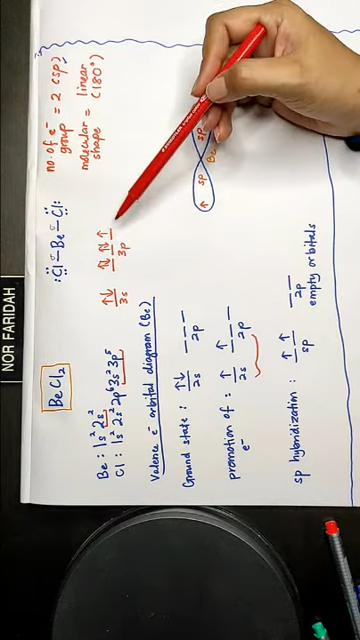 NOR FARIDAH
BeCl₂
:Cl – Be – Cl:
σ σ
no. of e⁻ group = 2 (sp)
molecular shape = linear (180°)
Be : 1s² 2s²
Cl : 1s² 2s² 2p⁶ 3s² 3p⁵
3s 3p
Valence e⁻ orbital diagram (Be)
Ground state : 2s 2p
promotion of e⁻ : 2s 2p
sp hybridization : sp 2p
empty orbitals
sp sp
Be